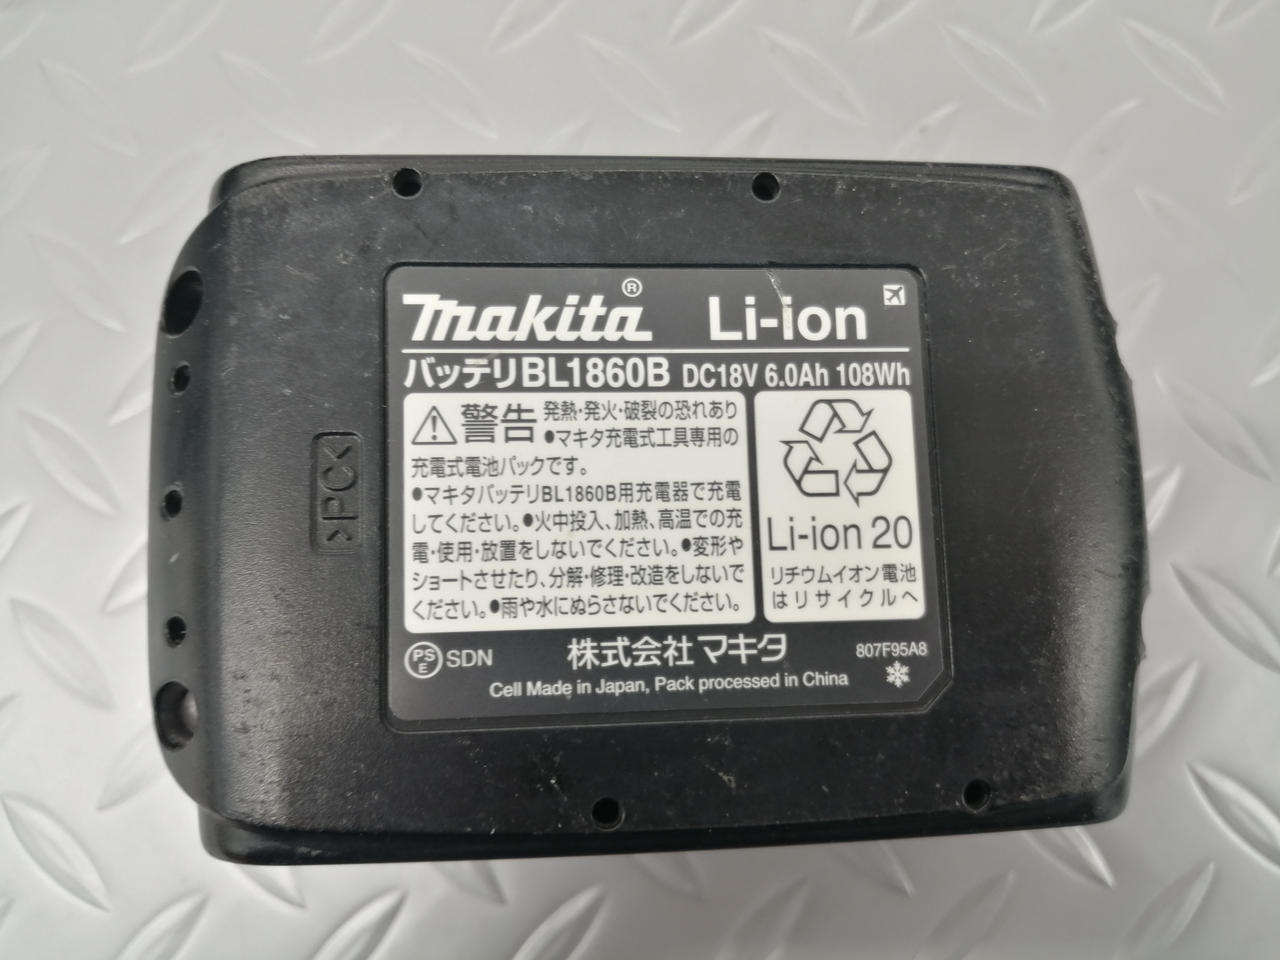 makita® Li-ion
バッテリBL1860B DC18V 6.0Ah 108Wh
警告 発熱・発火・破裂の恐れあり
●マキタ充電式工具専用の
充電式電池パックです。
●マキタバッテリBL1860B用充電器で充電
してください。●火中投入、加熱、高温での充
電・使用・放置をしないでください。●変形や
ショートさせたり、分解・修理・改造をしないで
ください。●雨や水にぬらさないでください。
Li-ion 20
リチウムイオン電池
はリサイクルへ
PS
E
SDN
株式会社マキタ
807F95A8
Cell Made in Japan, Pack processed in China
>PC<